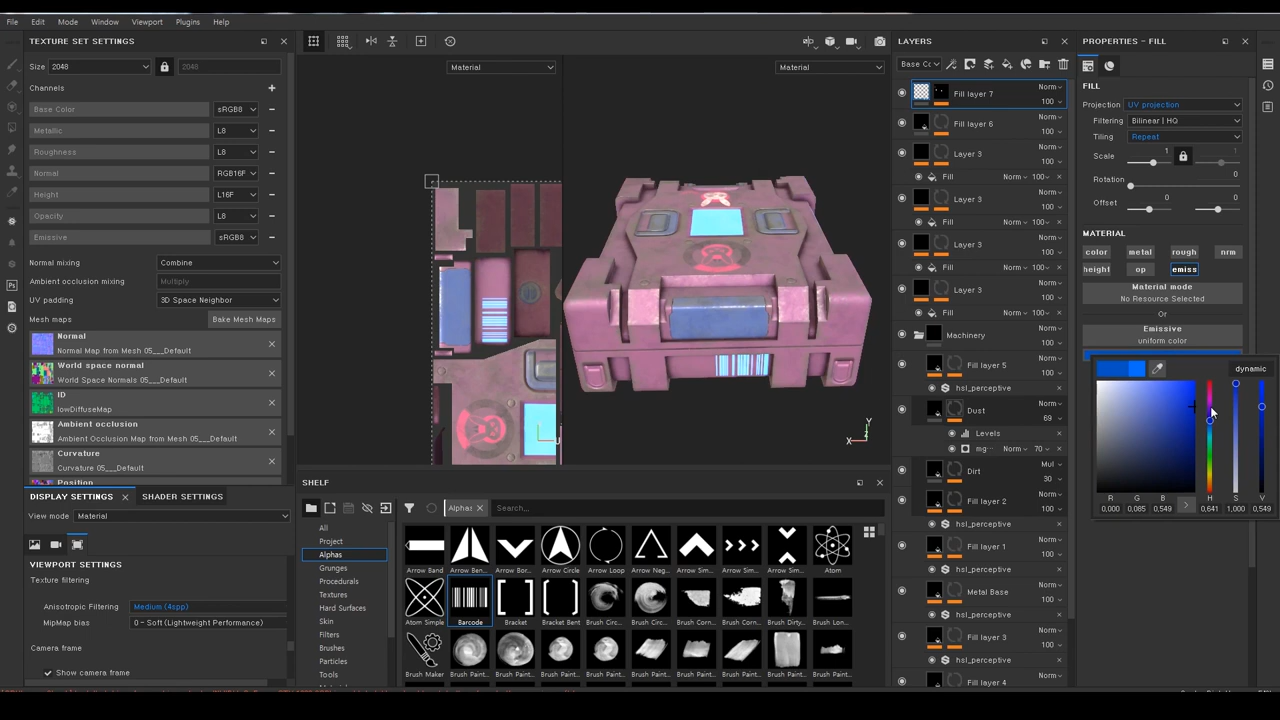 File Edit Mode Window Viewport Plugins Help
TEXTURE SET SETTINGS
Size 2048 2048
Channels
Base Color sRGB8
Metallic L8
Roughness L8
Normal RGB16F
Height L16F
Opacity L8
Emissive sRGB8
Normal mixing Combine
Ambient occlusion mixing Multiply
UV padding 3D Space Neighbor
Mesh maps Bake Mesh Maps
Normal
Normal Map from Mesh 05___Default
World space normal
World Space Normals 05___Default
ID
lowDiffuseMap
Ambient occlusion
Ambient Occlusion Map from Mesh 05___Default
Curvature
Curvature 05___Default
Position
DISPLAY SETTINGS SHADER SETTINGS
View mode Material
VIEWPORT SETTINGS
Texture filtering
Anisotropic Filtering Medium (4spp)
MipMap bias 0 - Soft (Lightweight Performance)
Camera frame
Show camera frame
Material
Material
Y
X Z
U
SHELF
Alphas Search...
All
Project
Alphas
Grunges
Procedurals
Textures
Hard Surfaces
Skin
Filters
Brushes
Particles
Tools
Arrow Band Arrow Ben... Arrow Bor... Arrow Circle Arrow Loop Arrow Neg... Arrow Sim... Arrow Sim... Arrow Sim... Atom
Atom Simple Barcode Bracket Bracket Bent Brush Circ... Brush Circ... Brush Corn... Brush Corn... Brush Dirty... Brush Lon...
Brush Maker Brush Paint... Brush Paint... Brush Paint... Brush Paint... Brush Paint... Brush Paint... Brush Paint... Brush Paint... Brush Paint...
LAYERS
Base Co
Fill layer 7 Norm 100
Fill layer 6 Norm 100
Layer 3 Norm 100
Fill Norm 100
Layer 3 Norm 100
Fill Norm 100
Layer 3 Norm 100
Fill Norm 100
Layer 3 Norm 100
Fill Norm 100
Machinery Norm 100
Fill layer 5 Norm 100
hsl_perceptive
Dust Norm 69
Levels
mg... Norm 70
Dirt Mul 30
Fill layer 2 Norm 100
hsl_perceptive
Fill layer 1 Norm 100
hsl_perceptive
Metal Base Norm 100
hsl_perceptive
Fill layer 3 Norm 100
hsl_perceptive
Fill layer 4 Norm
PROPERTIES - FILL
FILL
Projection UV projection
Filtering Bilinear | HQ
Tiling Repeat
Scale 1 1
Rotation 0
Offset 0 0
MATERIAL
color metal rough nrm
height op emiss
Material mode
No Resource Selected
Or
Emissive
uniform color
dynamic
R G B H S V
0,000 0,085 0,549 0,641 1,000 0,549